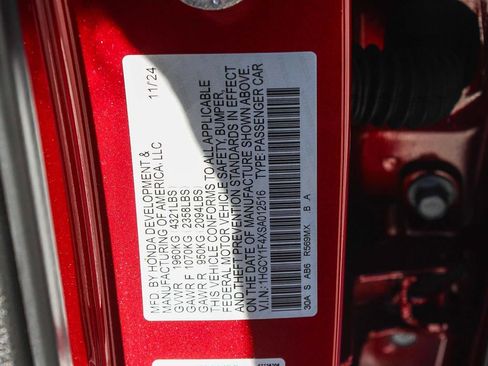 MFD. BY HONDA DEVELOPMENT & 11/24
MANUFACTURING OF AMERICA, LLC
GVWR 1960KG 4321LBS
GAWR F 1070KG 2358LBS
GAWR R 950KG 2094LBS
THIS VEHICLE CONFORMS TO ALL APPLICABLE
FEDERAL MOTOR VEHICLE SAFETY, BUMPER,
AND THEFT PREVENTION STANDARDS IN EFFECT
ON THE DATE OF MANUFACTURE SHOWN ABOVE.
V.I.N.: 1HGCY1F4XSA012516 TYPE:PASSENGER CAR
30A S AB6 R569MX B A